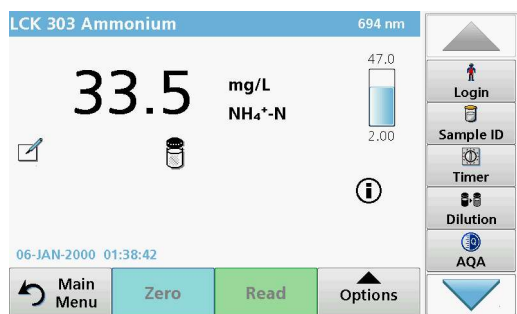 LCK 303 Ammonium 694 nm
47.0
33.5 mg/L
NH₄⁺-N
2.00
06-JAN-2000 01:38:42
Main Menu
Zero
Read
Options
Login
Sample ID
Timer
Dilution
AQA